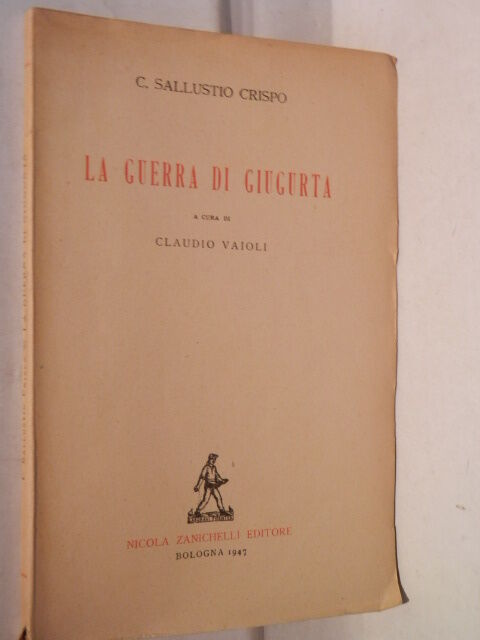 C. SALLUSTIO CRISPO
LA GUERRA DI GIUGURTA
A CURA DI
CLAUDIO VAIOLI
NICOLA ZANICHELLI EDITORE
BOLOGNA 1947